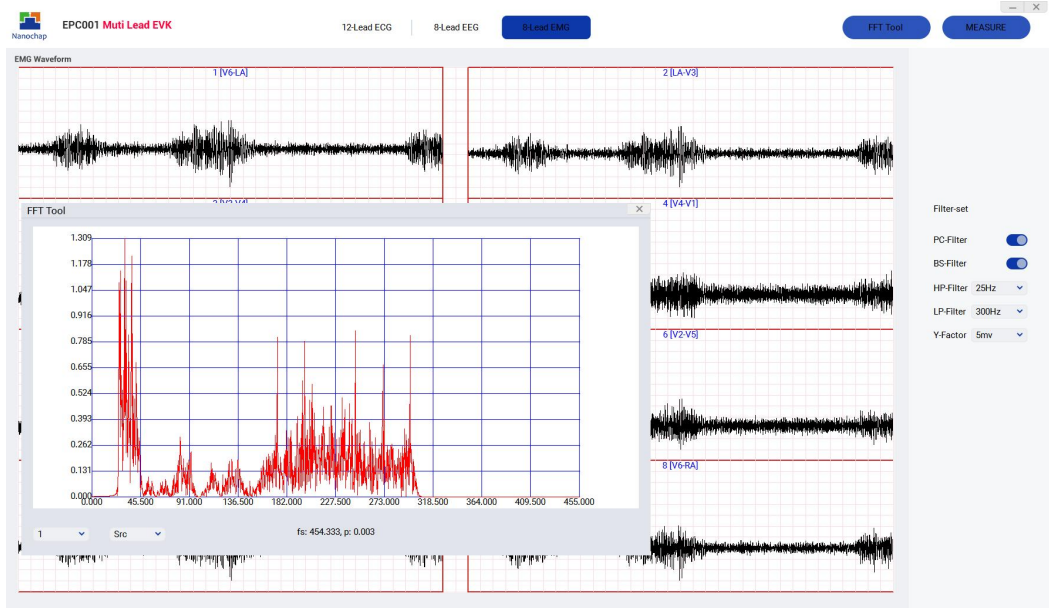 Nanochap
EPC001 Muti Lead EVK
12-Lead ECG
8-Lead EEG
8-Lead EMG
FFT Tool
MEASURE
EMG Waveform
1 [V6-LA]
2 [LA-V3]
4 [V4-V1]
6 [V2-V5]
8 [V6-RA]
FFT Tool
1.309
1.178
1.047
0.916
0.785
0.655
0.524
0.393
0.262
0.131
0.000
0.000 45.500 91.000 136.500 182.000 227.500 273.000 318.500 364.000 409.500 455.000
1
Src
fs: 454.333, p: 0.003
Filter-set
PC-Filter
BS-Filter
HP-Filter 25Hz
LP-Filter 300Hz
Y-Factor 5mv